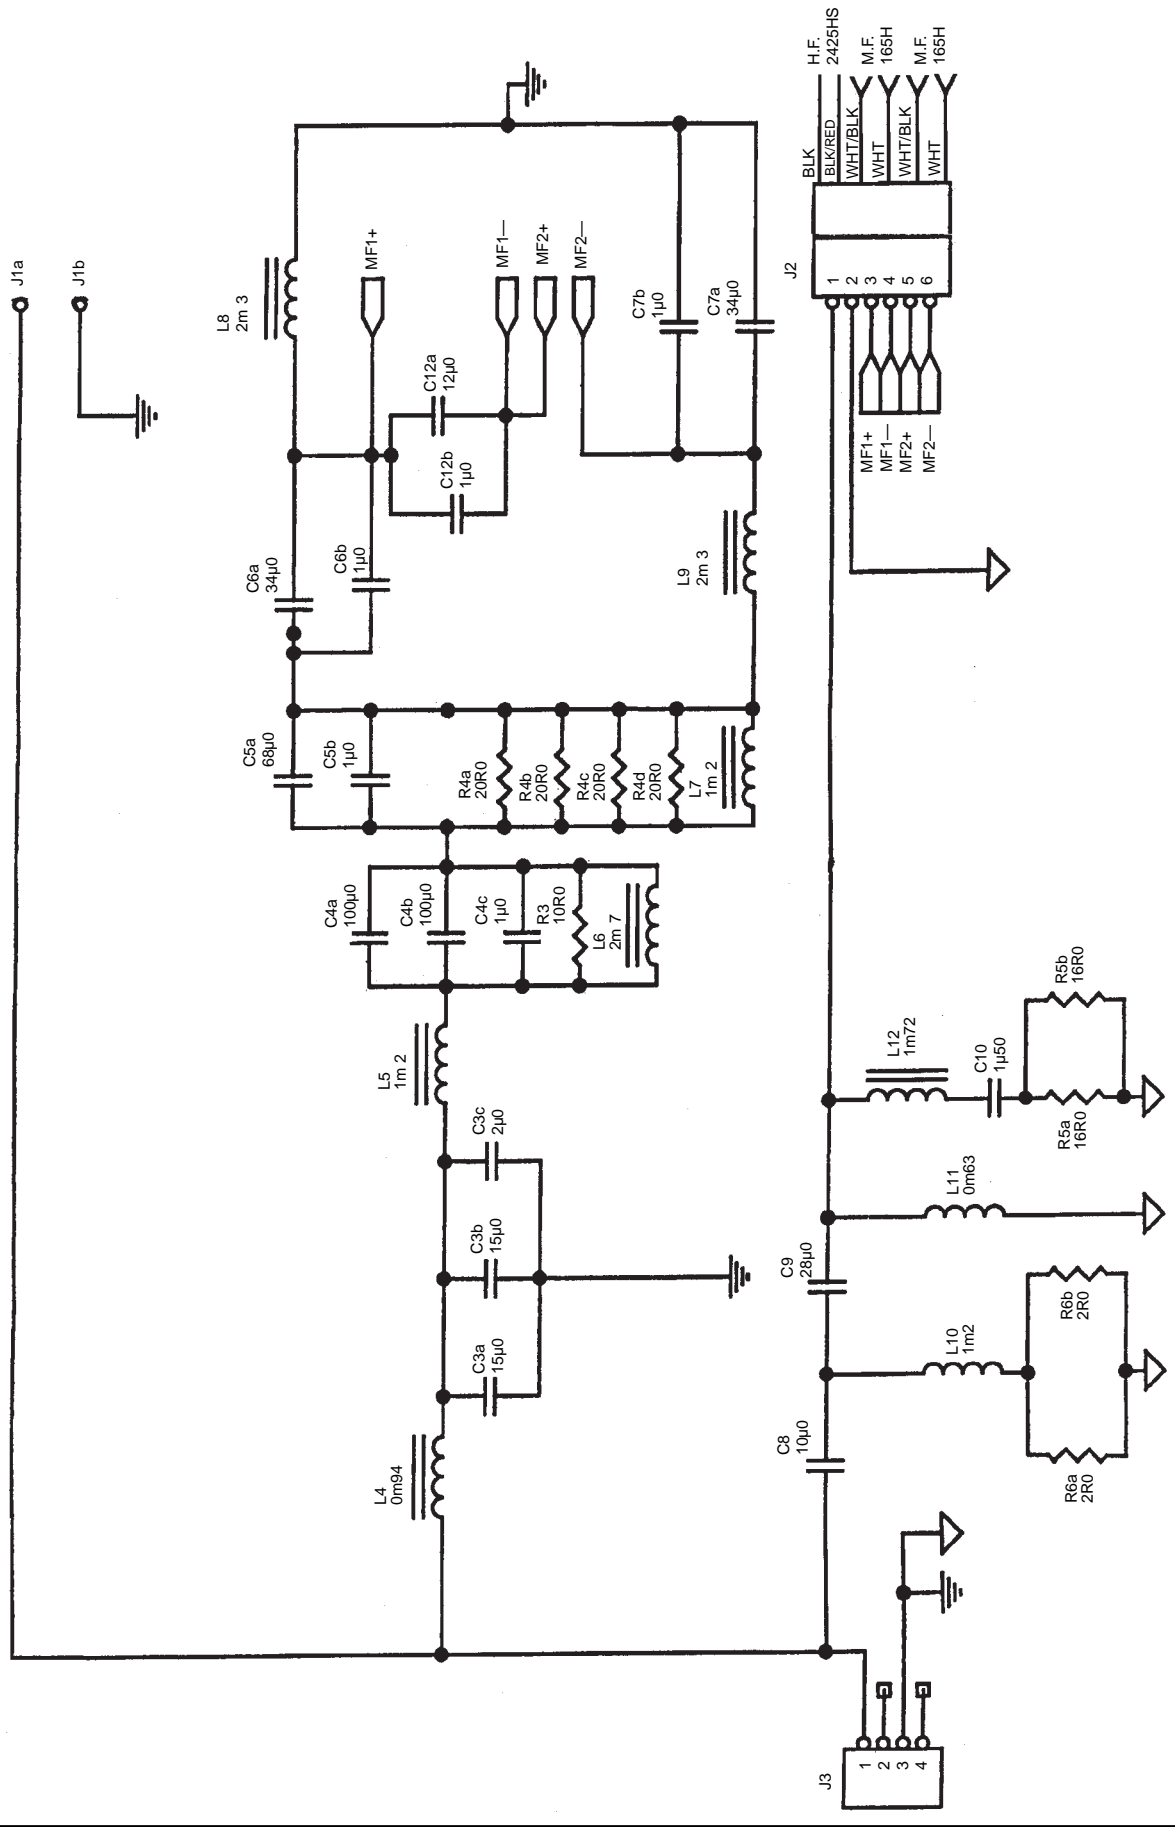 J1a
J1b
L8
2m 3
MF1+
MF1—
MF2+
MF2—
C12a
12µ0
C12b
1µ0
C7b
1µ0
C7a
34µ0
C6a
34µ0
C6b
1µ0
L9
2m 3
C5a
68µ0
C5b
1µ0
R4a
20R0
R4b
20R0
R4c
20R0
R4d
20R0
L7
1m 2
C4a
100µ0
C4b
100µ0
C4c
1µ0
R3
10R0
L6
2m 7
L5
1m 2
C3c
2µ0
C3b
15µ0
C3a
15µ0
L4
0m94
H.F.
2425HS
M.F.
165H
M.F.
165H
BLK
BLK/RED
WHT/BLK
WHT
WHT/BLK
WHT
J2
1
2
3
4
5
6
MF1+
MF1—
MF2+
MF2—
L12
1m72
C10
1µ50
R5b
16R0
R5a
16R0
L11
0m63
C9
28µ0
L10
1m2
R6b
2R0
R6a
2R0
C8
10µ0
J3
1
2
3
4